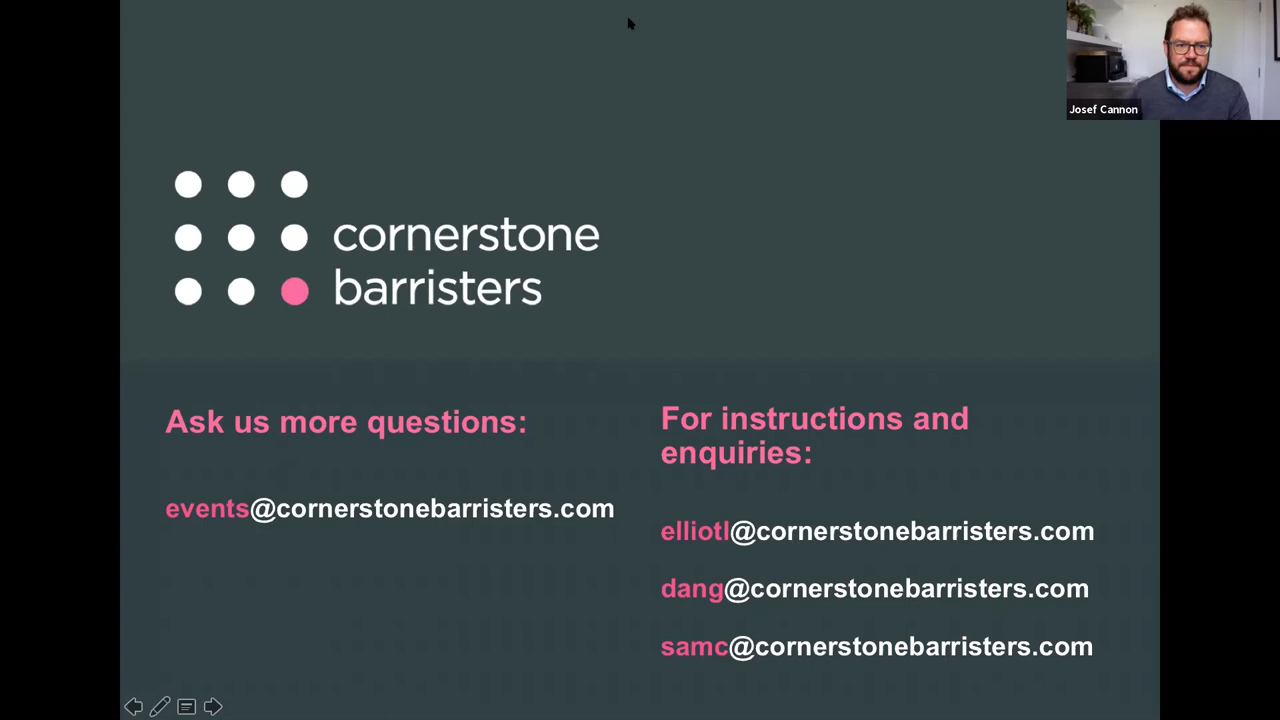 Josef Cannon
cornerstone
barristers
Ask us more questions:
events@cornerstonebarristers.com
For instructions and
enquiries:
elliotl@cornerstonebarristers.com
dang@cornerstonebarristers.com
samc@cornerstonebarristers.com